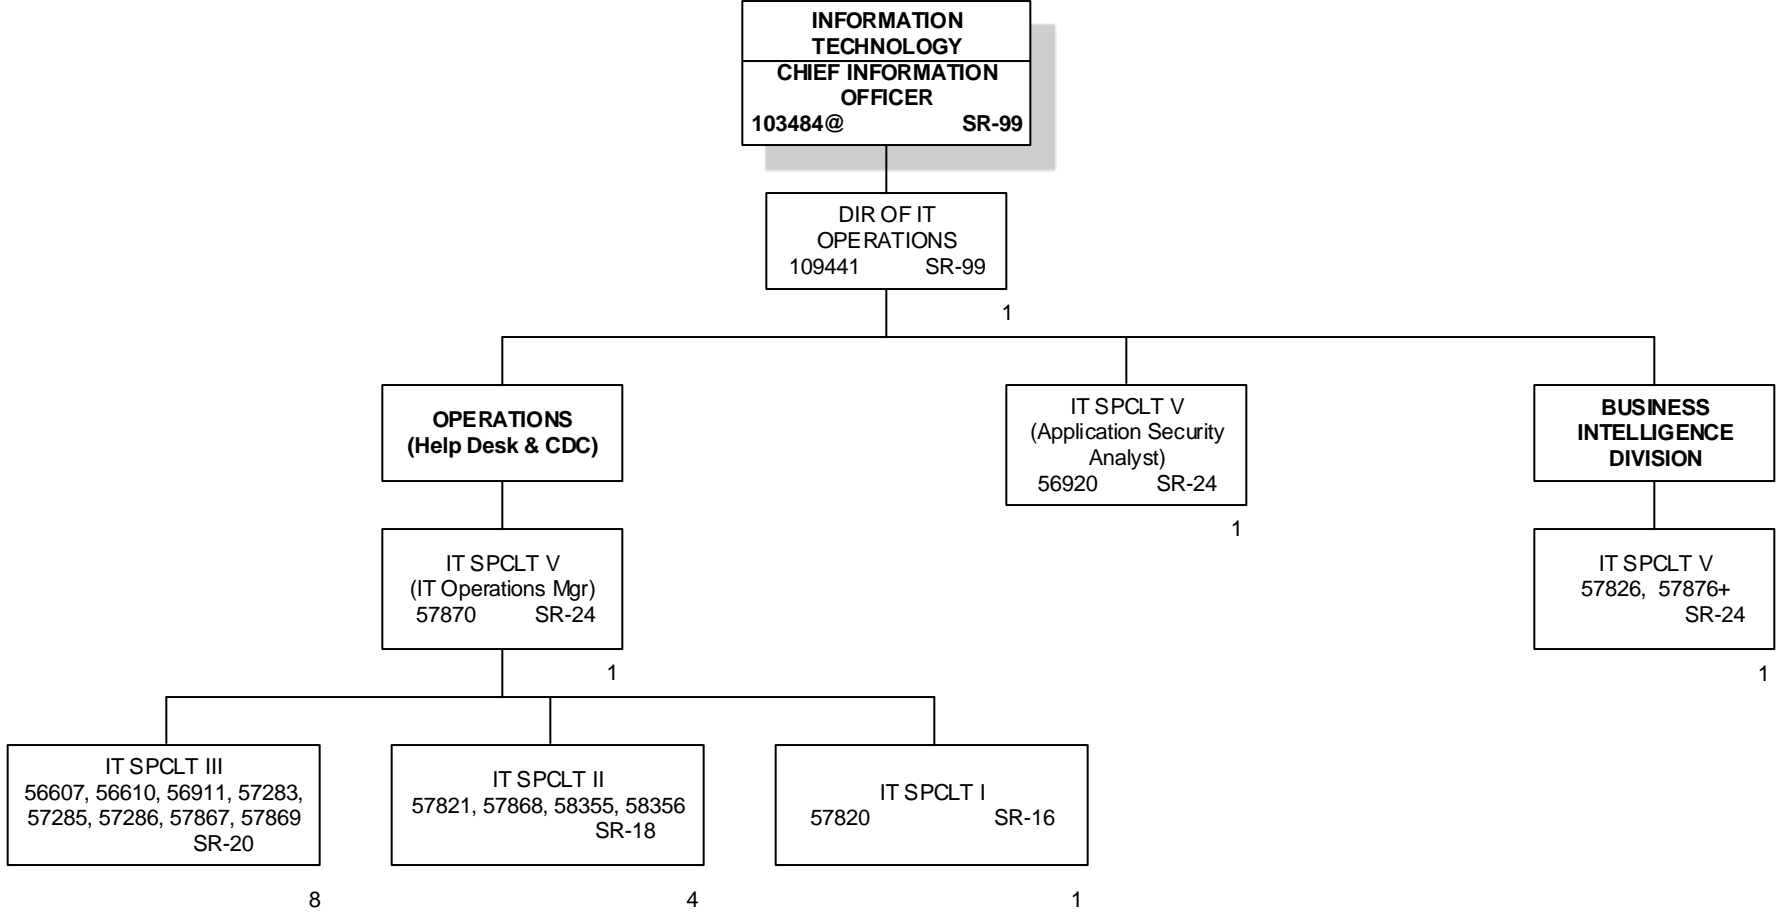 INFORMATION
TECHNOLOGY
CHIEF INFORMATION
OFFICER
103484@ SR-99
DIR OF IT
OPERATIONS
109441 SR-99
1
OPERATIONS
(Help Desk & CDC)
IT SPCLT V
(Application Security
Analyst)
56920 SR-24
1
BUSINESS
INTELLIGENCE
DIVISION
IT SPCLT V
(IT Operations Mgr)
57870 SR-24
1
IT SPCLT V
57826, 57876+
SR-24
1
IT SPCLT III
56607, 56610, 56911, 57283,
57285, 57286, 57867, 57869
SR-20
8
IT SPCLT II
57821, 57868, 58355, 58356
SR-18
4
IT SPCLT I
57820 SR-16
1